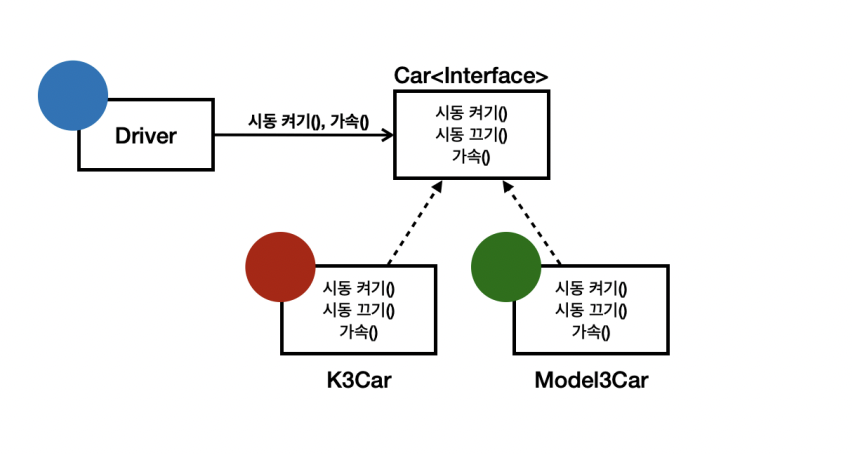 Car<Interface>
Driver
시동 켜기(), 가속()
시동 켜기()
시동 끄기()
가속()
시동 켜기()
시동 끄기()
가속()
K3Car
시동 켜기()
시동 끄기()
가속()
Model3Car